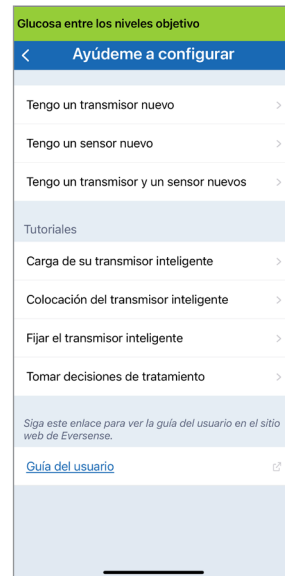 Glucosa entre los niveles objetivo
Ayúdeme a configurar
Tengo un transmisor nuevo
Tengo un sensor nuevo
Tengo un transmisor y un sensor nuevos
Tutoriales
Carga de su transmisor inteligente
Colocación del transmisor inteligente
Fijar el transmisor inteligente
Tomar decisiones de tratamiento
Siga este enlace para ver la guía del usuario en el sitio
web de Eversense.
Guía del usuario